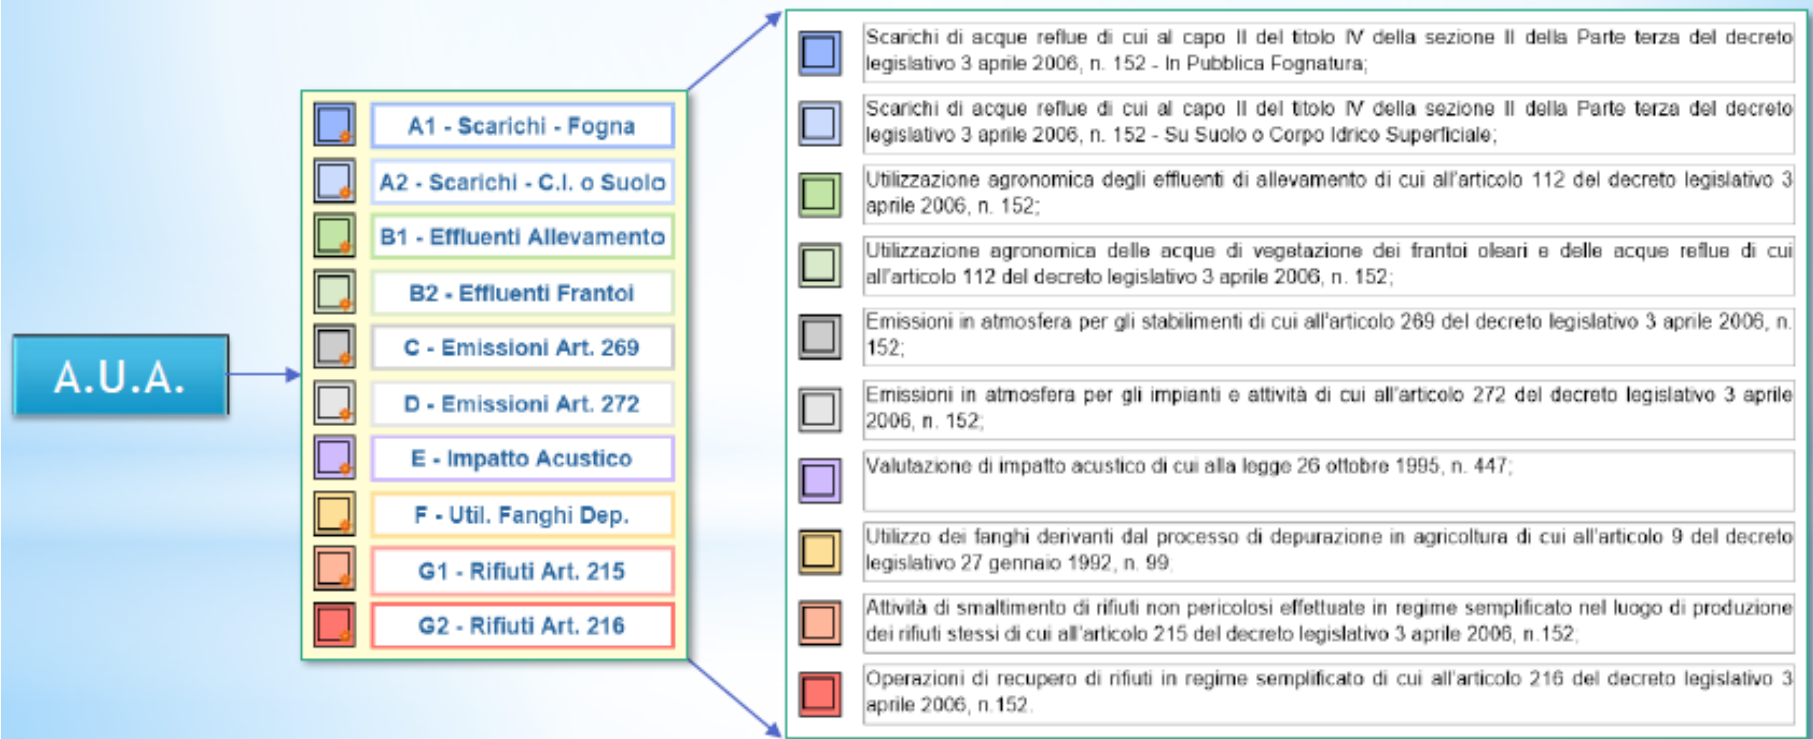 A.U.A.
A1 - Scarichi - Fogna
A2 - Scarichi - C.I. o Suolo
B1 - Effluenti Allevamento
B2 - Effluenti Frantoi
C - Emissioni Art. 269
D - Emissioni Art. 272
E - Impatto Acustico
F - Util. Fanghi Dep.
G1 - Rifiuti Art. 215
G2 - Rifiuti Art. 216
Scarichi di acque reflue di cui al capo II del titolo IV della sezione II della Parte terza del decreto
legislativo 3 aprile 2006, n. 152 - In Pubblica Fognatura;
Scarichi di acque reflue di cui al capo II del titolo IV della sezione II della Parte terza del decreto
legislativo 3 aprile 2006, n. 152 - Su Suolo o Corpo Idrico Superficiale;
Utilizzazione agronomica degli effluenti di allevamento di cui all'articolo 112 del decreto legislativo 3
aprile 2006, n. 152;
Utilizzazione agronomica delle acque di vegetazione dei frantoi oleari e delle acque reflue di cui
all'articolo 112 del decreto legislativo 3 aprile 2006, n. 152;
Emissioni in atmosfera per gli stabilimenti di cui all'articolo 269 del decreto legislativo 3 aprile 2006, n.
152;
Emissioni in atmosfera per gli impianti e attività di cui all'articolo 272 del decreto legislativo 3 aprile
2006, n. 152;
Valutazione di impatto acustico di cui alla legge 26 ottobre 1995, n. 447;
Utilizzo dei fanghi derivanti dal processo di depurazione in agricoltura di cui all'articolo 9 del decreto
legislativo 27 gennaio 1992, n. 99;
Attività di smaltimento di rifiuti non pericolosi effettuate in regime semplificato nel luogo di produzione
dei rifiuti stessi di cui all'articolo 215 del decreto legislativo 3 aprile 2006, n.152;
Operazioni di recupero di rifiuti in regime semplificato di cui all'articolo 216 del decreto legislativo 3
aprile 2006, n.152.